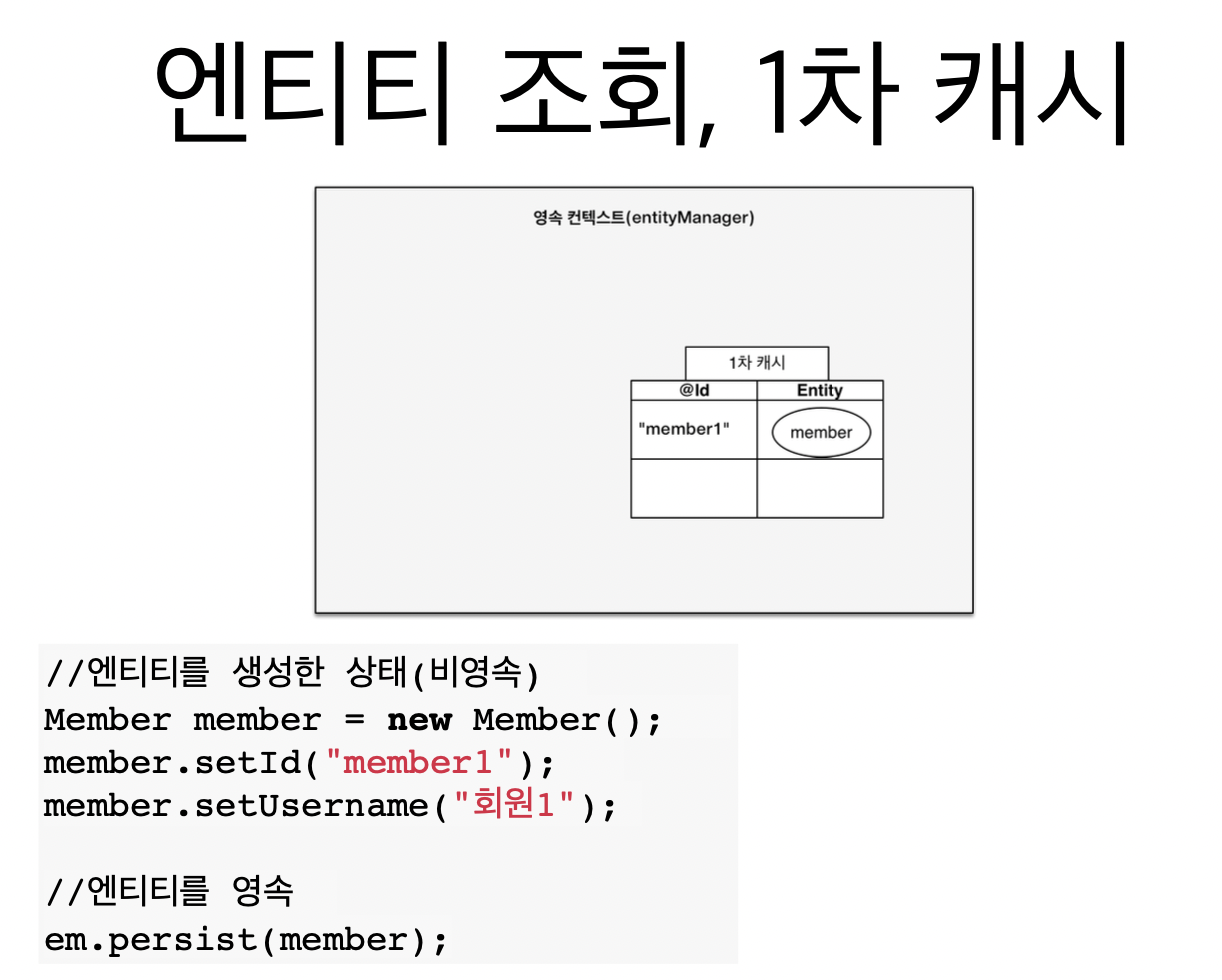 엔티티 조회, 1차 캐시
영속 컨텍스트(entityManager)
1차 캐시
@Id Entity
"member1" member
//엔티티를 생성한 상태(비영속)
Member member = new Member();
member.setId("member1");
member.setUsername("회원1");
//엔티티를 영속
em.persist(member);